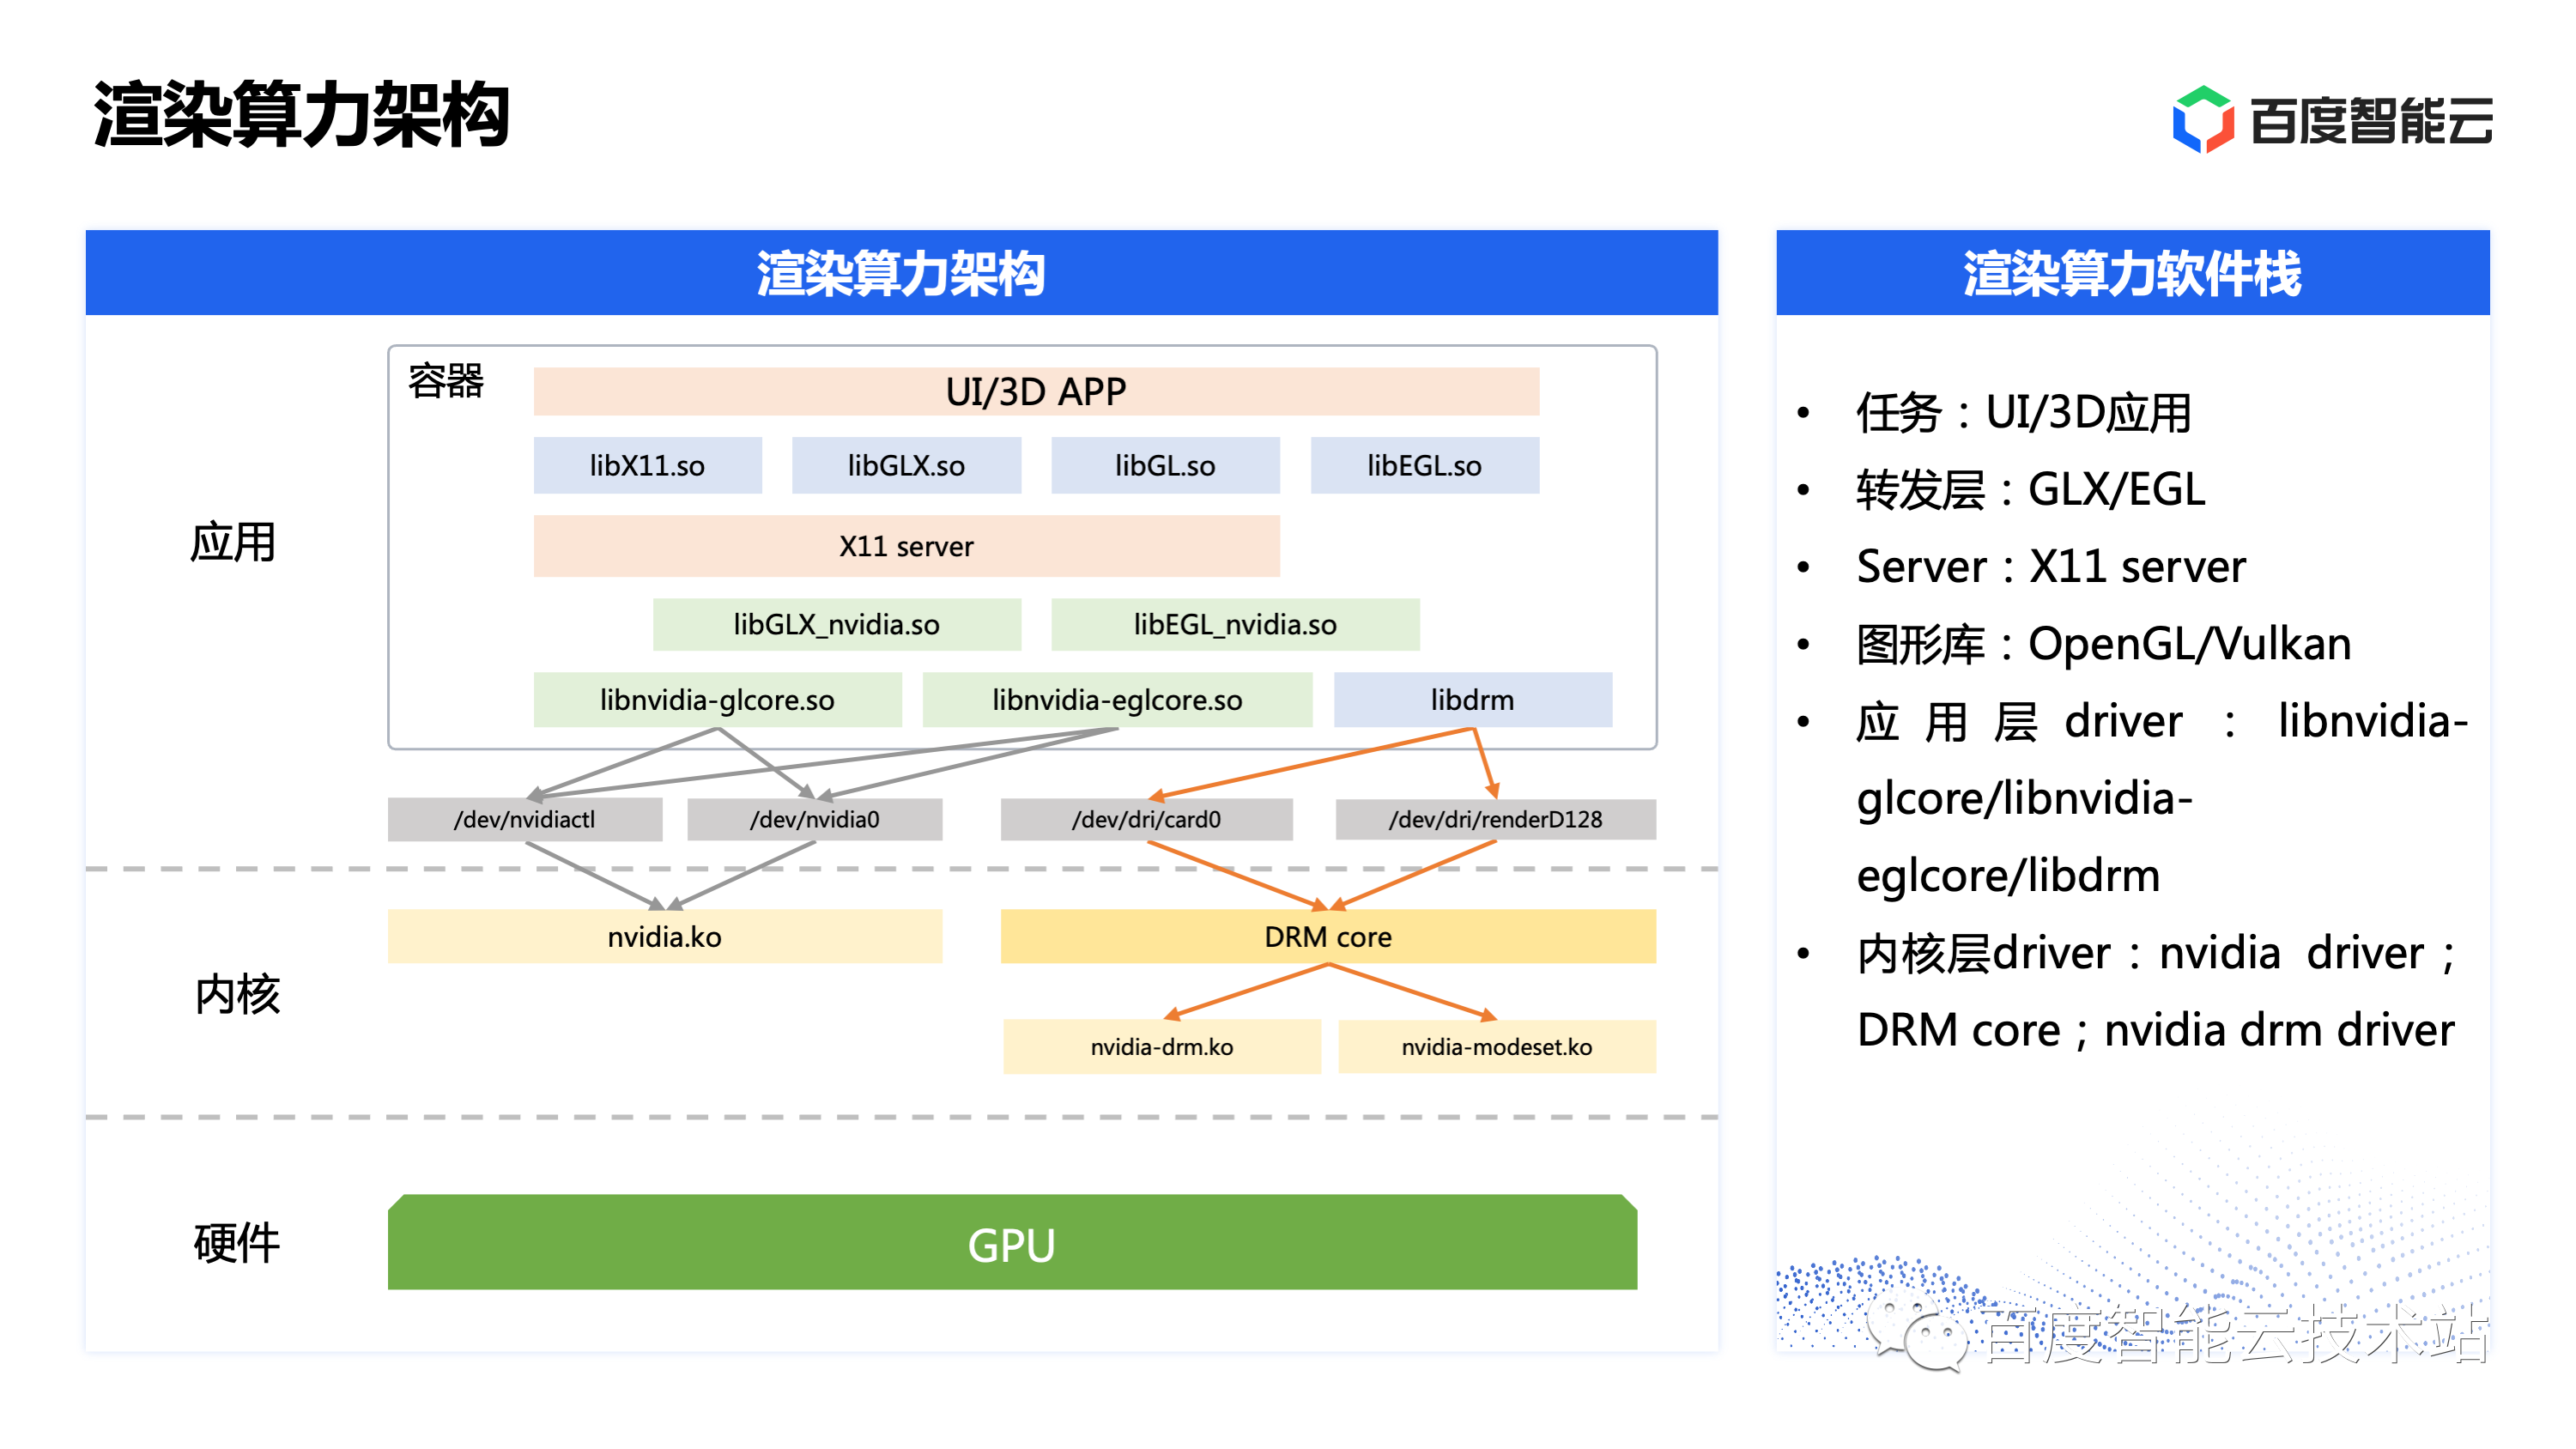 渲染算力架构
百度智能云
渲染算力架构
容器
UI/3D APP
libX11.so
libGLX.so
libGL.so
libEGL.so
应用
X11 server
libGLX_nvidia.so
libEGL_nvidia.so
libnvidia-glcore.so
libnvidia-eglcore.so
libdrm
/dev/nvidiactl
/dev/nvidia0
/dev/dri/card0
/dev/dri/renderD128
nvidia.ko
DRM core
内核
nvidia-drm.ko
nvidia-modeset.ko
硬件
GPU
渲染算力软件栈
• 任务：UI/3D应用
• 转发层：GLX/EGL
• Server：X11 server
• 图形库：OpenGL/Vulkan
• 应用层driver：libnvidia-
glcore/libnvidia-
eglcore/libdrm
• 内核层driver：nvidia driver；
DRM core；nvidia drm driver
百度智能云技术站